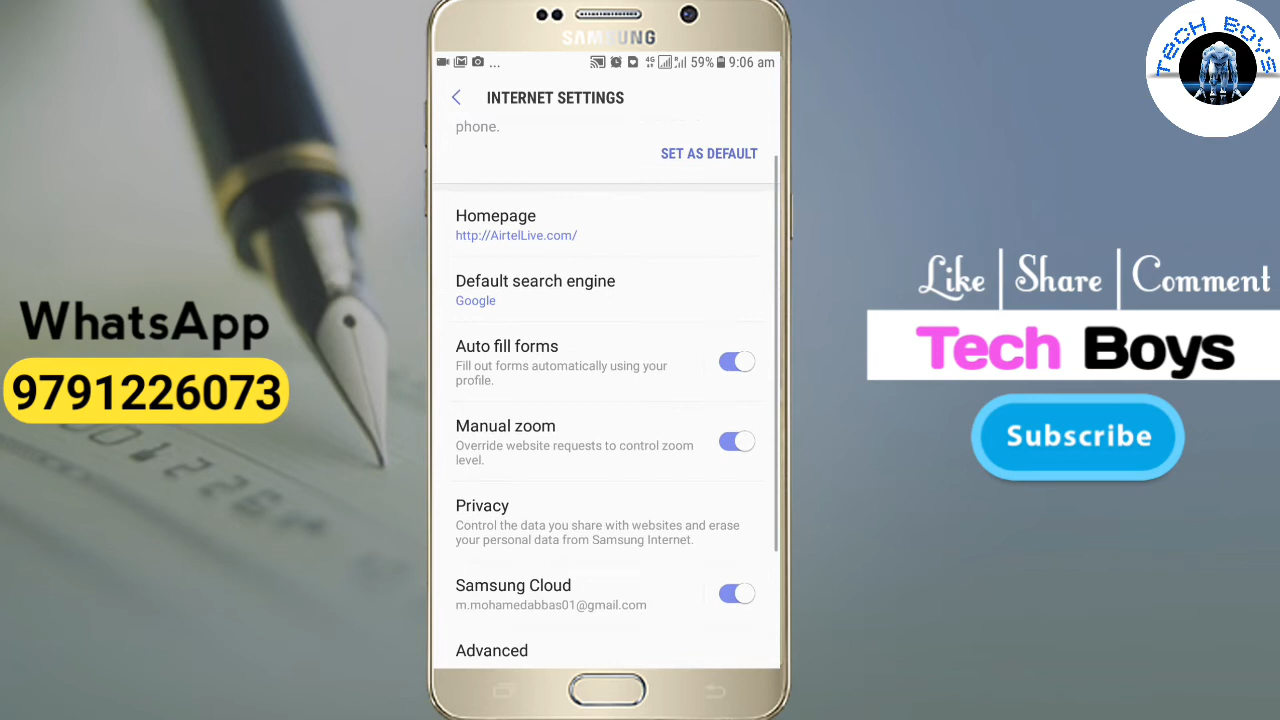 SAMSUNG
... 4G 59% 9:06 am
INTERNET SETTINGS
phone.
SET AS DEFAULT
Homepage
http://AirtelLive.com/
Default search engine
Google
Auto fill forms
Fill out forms automatically using your
profile.
Manual zoom
Override website requests to control zoom
level.
Privacy
Control the data you share with websites and erase
your personal data from Samsung Internet.
Samsung Cloud
m.mohamedabbas01@gmail.com
Advanced
WhatsApp
9791226073
TECH BOYS
Like | Share | Comment
Tech Boys
Subscribe